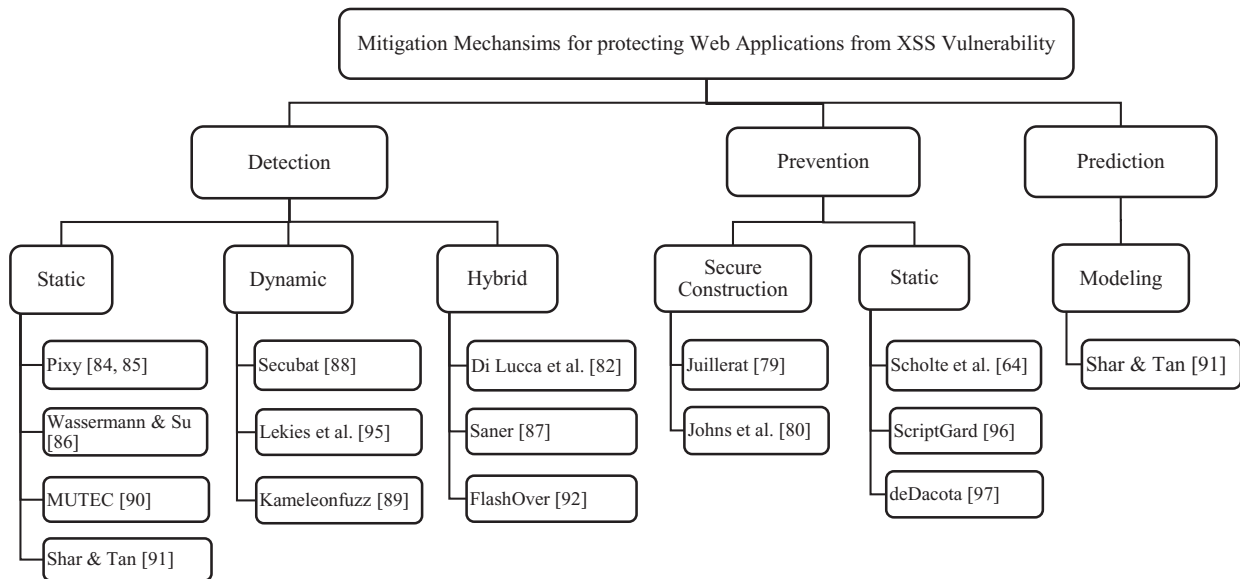 Mitigation Mechansims for protecting Web Applications from XSS Vulnerability
Detection
Prevention
Prediction
Static
Dynamic
Hybrid
Secure
Construction
Static
Modeling
Pixy [84, 85]
Secubat [88]
Di Lucca et al. [82]
Juillerat [79]
Scholte et al. [64]
Shar & Tan [91]
Wassermann & Su
[86]
Lekies et al. [95]
Saner [87]
Johns et al. [80]
ScriptGard [96]
MUTEC [90]
Kameleonfuzz [89]
FlashOver [92]
deDacota [97]
Shar & Tan [91]